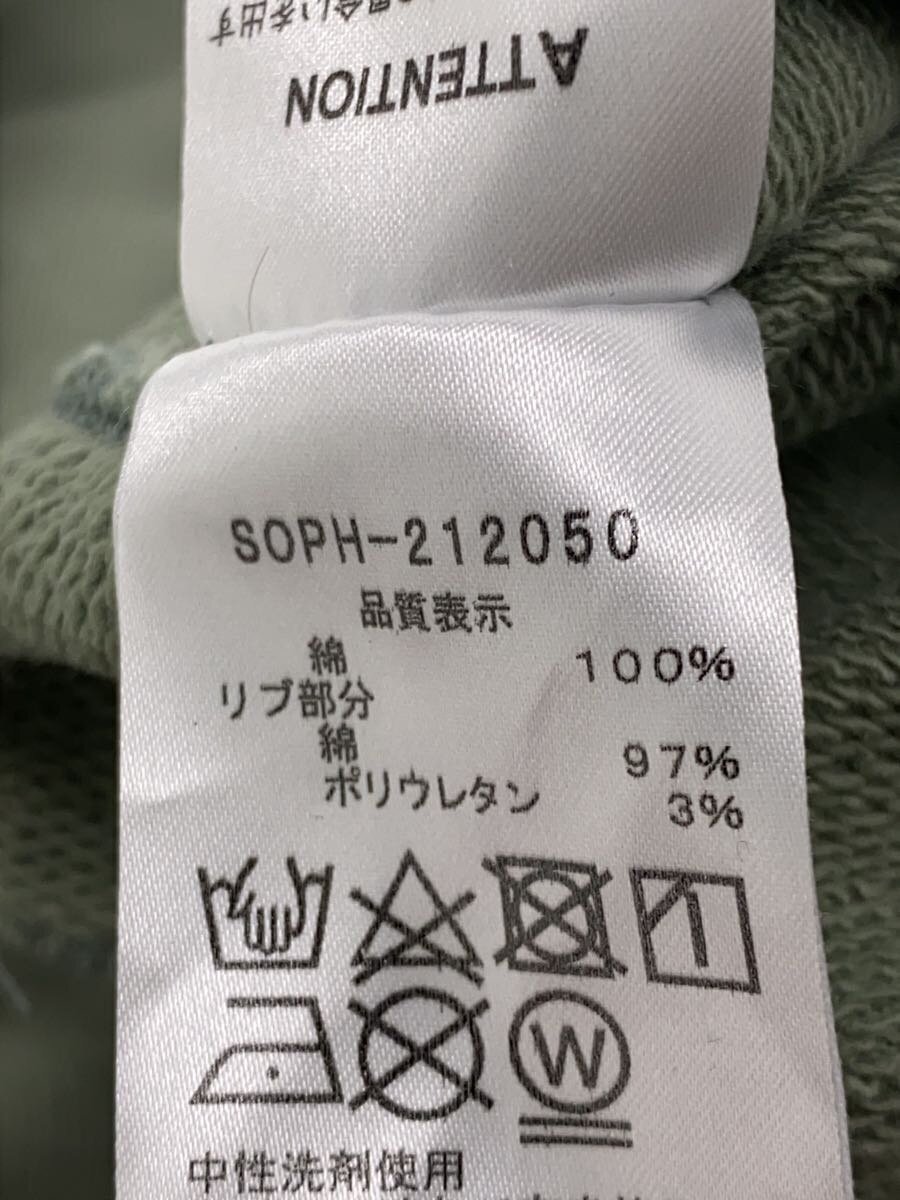 ATTENTION
SOPH-212050
品質表示
綿 100%
リブ部分
綿 97%
ポリウレタン 3%
W
中性洗剤使用